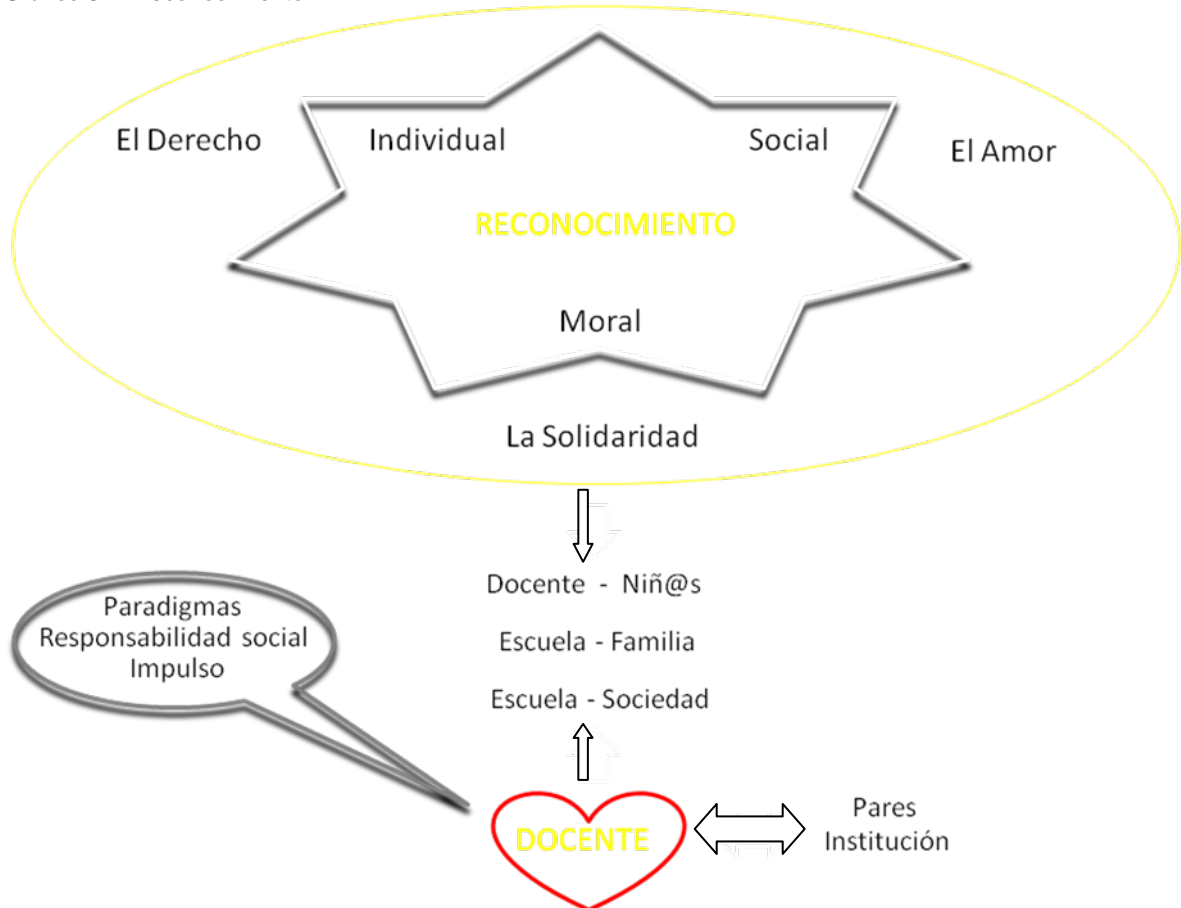 El Derecho
Individual
Social
El Amor
RECONOCIMIENTO
Moral
La Solidaridad
Docente - Niñ@s
Paradigmas
Responsabilidad social
Impulso
Escuela - Familia
Escuela - Sociedad
DOCENTE
Pares
Institución